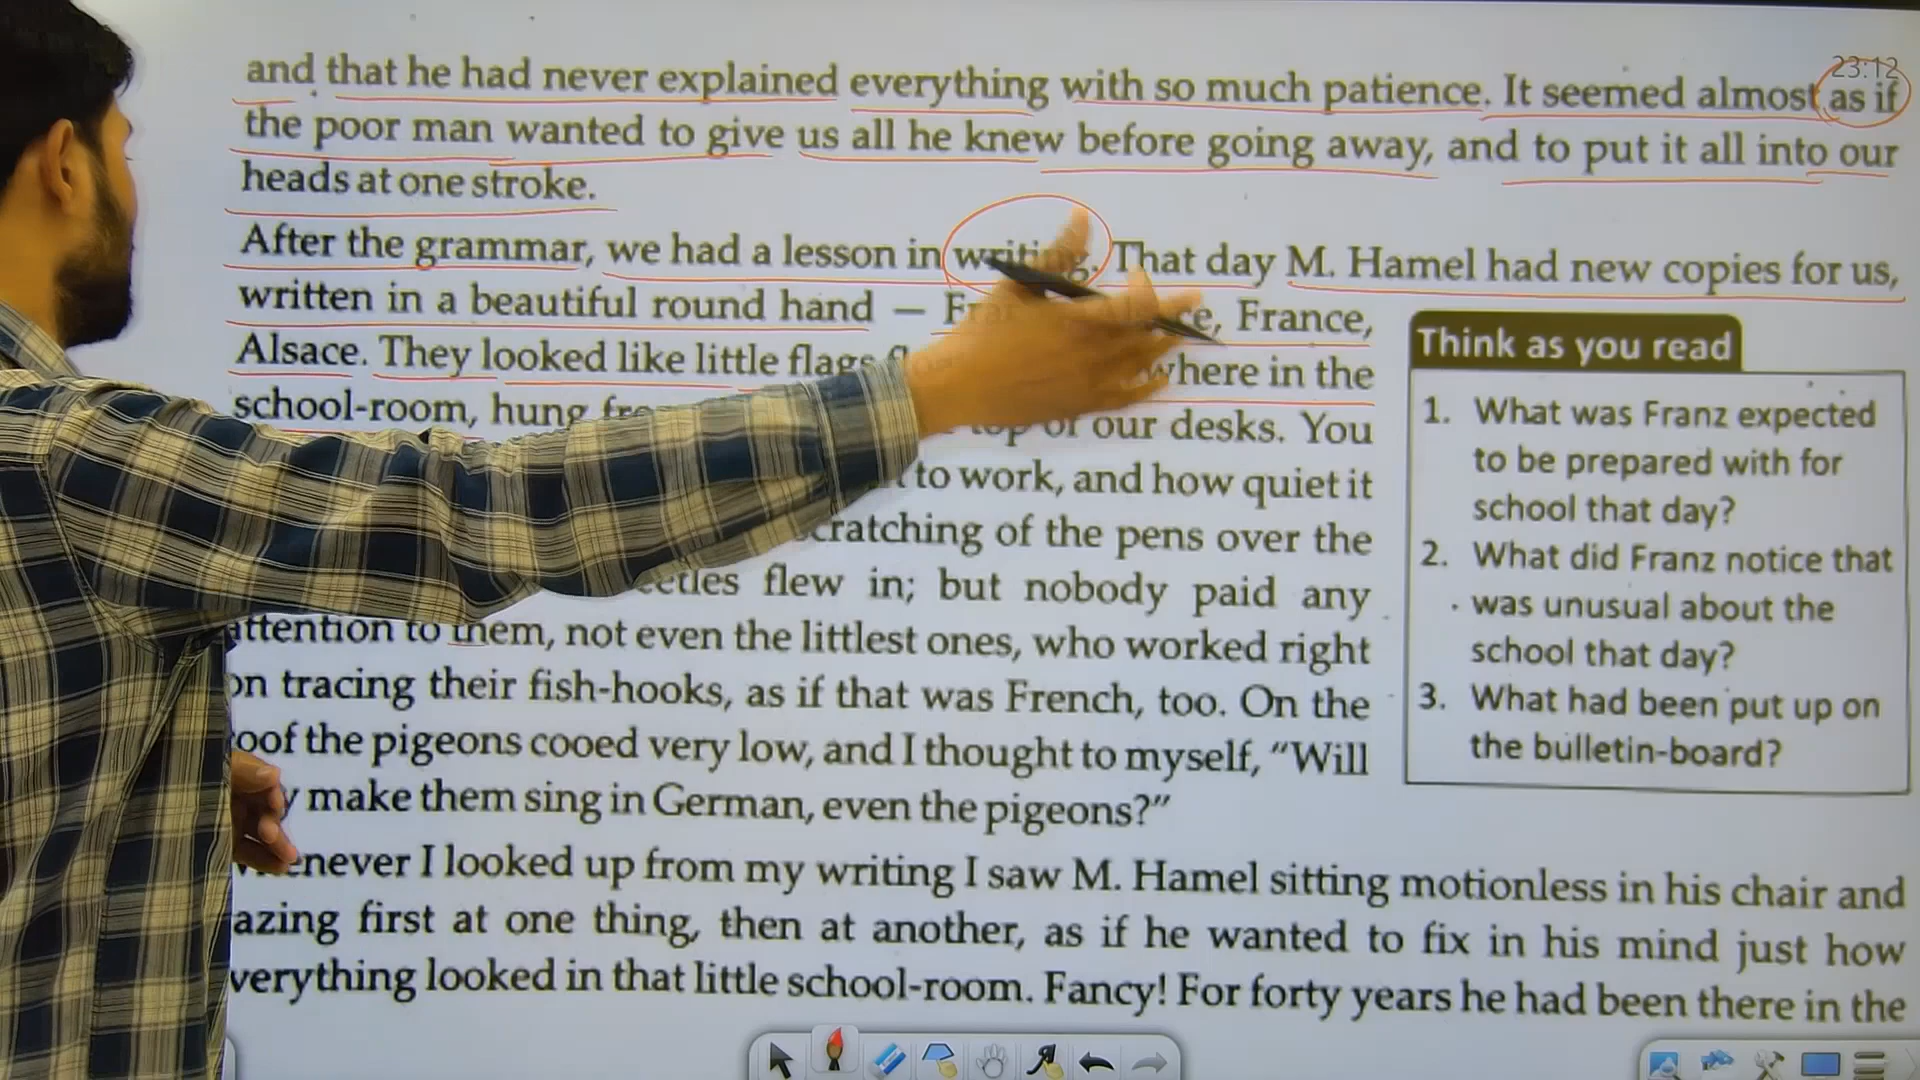 23:12
and that he had never explained everything with so much patience. It seemed almost as if
the poor man wanted to give us all he knew before going away, and to put it all into our
heads at one stroke.
After the grammar, we had a lesson in writing. That day M. Hamel had new copies for us,
written in a beautiful round hand — France,
Alsace. They looked like little flags where in the
school-room, hung top of our desks. You
to work, and how quiet it
of the pens over the
flew in; but nobody paid any
attention to them, not even the littlest ones, who worked right
on tracing their fish-hooks, as if that was French, too. On the
the pigeons cooed very low, and I thought to myself, “Will
make them sing in German, even the pigeons?”
I looked up from my writing I saw M. Hamel sitting motionless in his chair and
first at one thing, then at another, as if he wanted to fix in his mind just how
looked in that little school-room. Fancy! For forty years he had been there in the
Think as you read
1. What was Franz expected
to be prepared with for
school that day?
2. What did Franz notice that
was unusual about the
school that day?
3. What had been put up on
the bulletin-board?